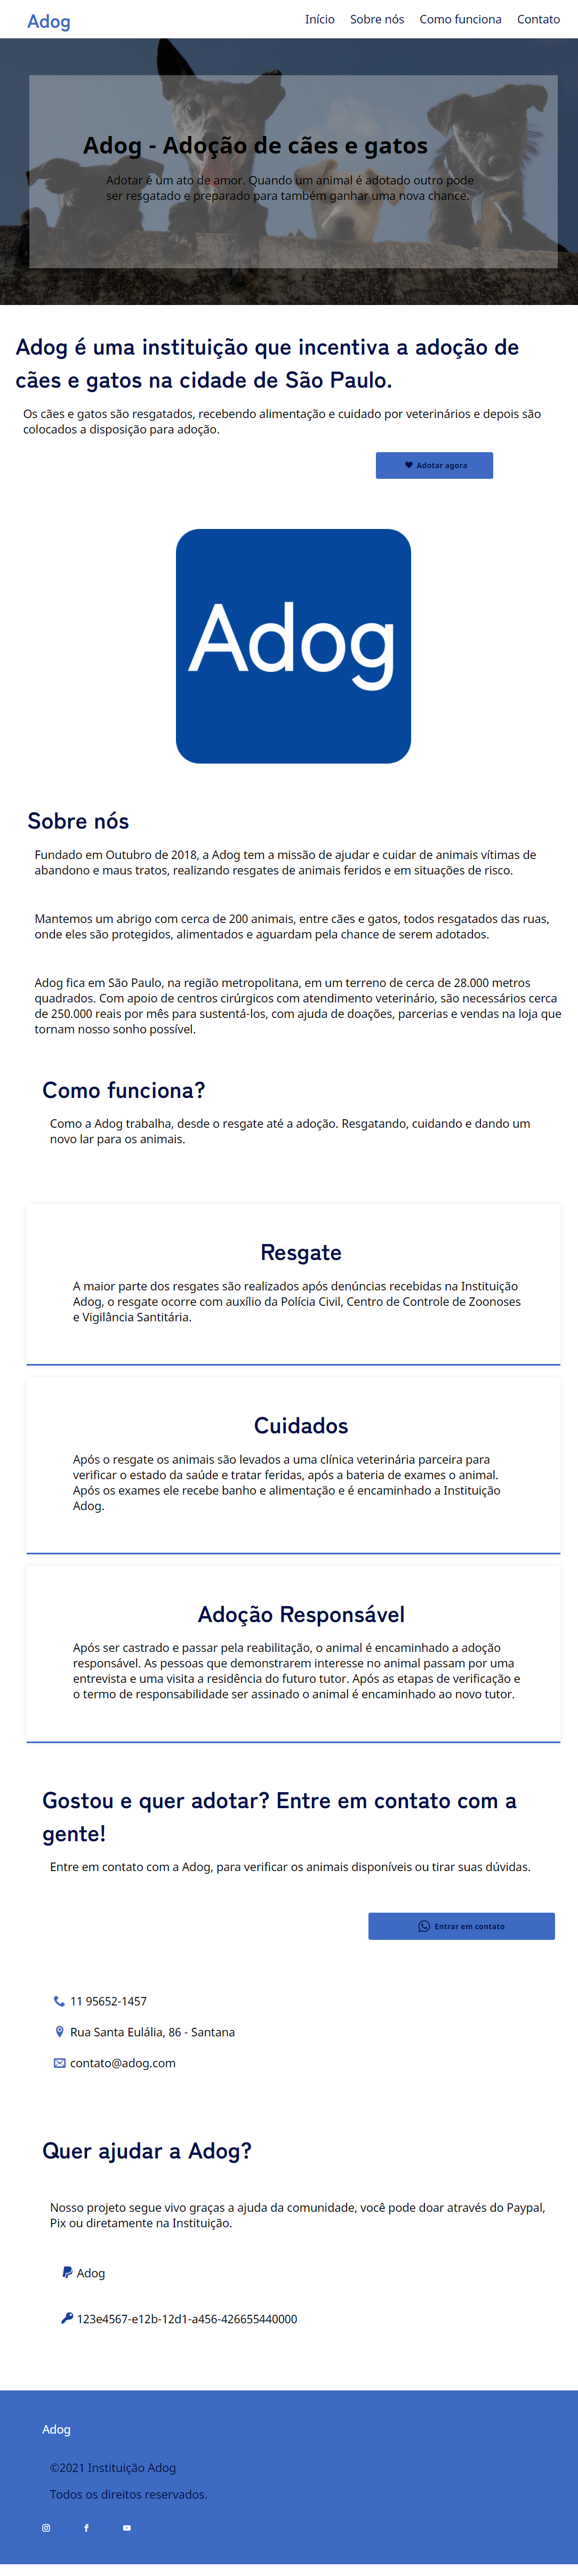 Adog
Início Sobre nós Como funciona Contato
Adog - Adoção de cães e gatos
Adotar é um ato de amor. Quando um animal é adotado outro pode
ser resgatado e preparado para também ganhar uma nova chance.
Adog é uma instituição que incentiva a adoção de
cães e gatos na cidade de São Paulo.
Os cães e gatos são resgatados, recebendo alimentação e cuidado por veterinários e depois são
colocados a disposição para adoção.
Adotar agora
Adog
Sobre nós
Fundado em Outubro de 2018, a Adog tem a missão de ajudar e cuidar de animais vítimas de
abandono e maus tratos, realizando resgates de animais feridos e em situações de risco.
Mantemos um abrigo com cerca de 200 animais, entre cães e gatos, todos resgatados das ruas,
onde eles são protegidos, alimentados e aguardam pela chance de serem adotados.
Adog fica em São Paulo, na região metropolitana, em um terreno de cerca de 28.000 metros
quadrados. Com apoio de centros cirúrgicos com atendimento veterinário, são necessários cerca
de 250.000 reais por mês para sustentá-los, com ajuda de doações, parcerias e vendas na loja que
tornam nosso sonho possível.
Como funciona?
Como a Adog trabalha, desde o resgate até a adoção. Resgatando, cuidando e dando um
novo lar para os animais.
Resgate
A maior parte dos resgates são realizados após denúncias recebidas na Instituição
Adog, o resgate ocorre com auxílio da Polícia Civil, Centro de Controle de Zoonoses
e Vigilância Santitária.
Cuidados
Após o resgate os animais são levados a uma clínica veterinária parceira para
verificar o estado da saúde e tratar feridas, após a bateria de exames o animal.
Após os exames ele recebe banho e alimentação e é encaminhado a Instituição
Adog.
Adoção Responsável
Após ser castrado e passar pela reabilitação, o animal é encaminhado a adoção
responsável. As pessoas que demonstrarem interesse no animal passam por uma
entrevista e uma visita a residência do futuro tutor. Após as etapas de verificação e
o termo de responsabilidade ser assinado o animal é encaminhado ao novo tutor.
Gostou e quer adotar? Entre em contato com a
gente!
Entre em contato com a Adog, para verificar os animais disponíveis ou tirar suas dúvidas.
Entrar em contato
11 95652-1457
Rua Santa Eulália, 86 - Santana
contato@adog.com
Quer ajudar a Adog?
Nosso projeto segue vivo graças a ajuda da comunidade, você pode doar através do Paypal,
Pix ou diretamente na Instituição.
Adog
123e4567-e12b-12d1-a456-426655440000
Adog
©2021 Instituição Adog
Todos os direitos reservados.